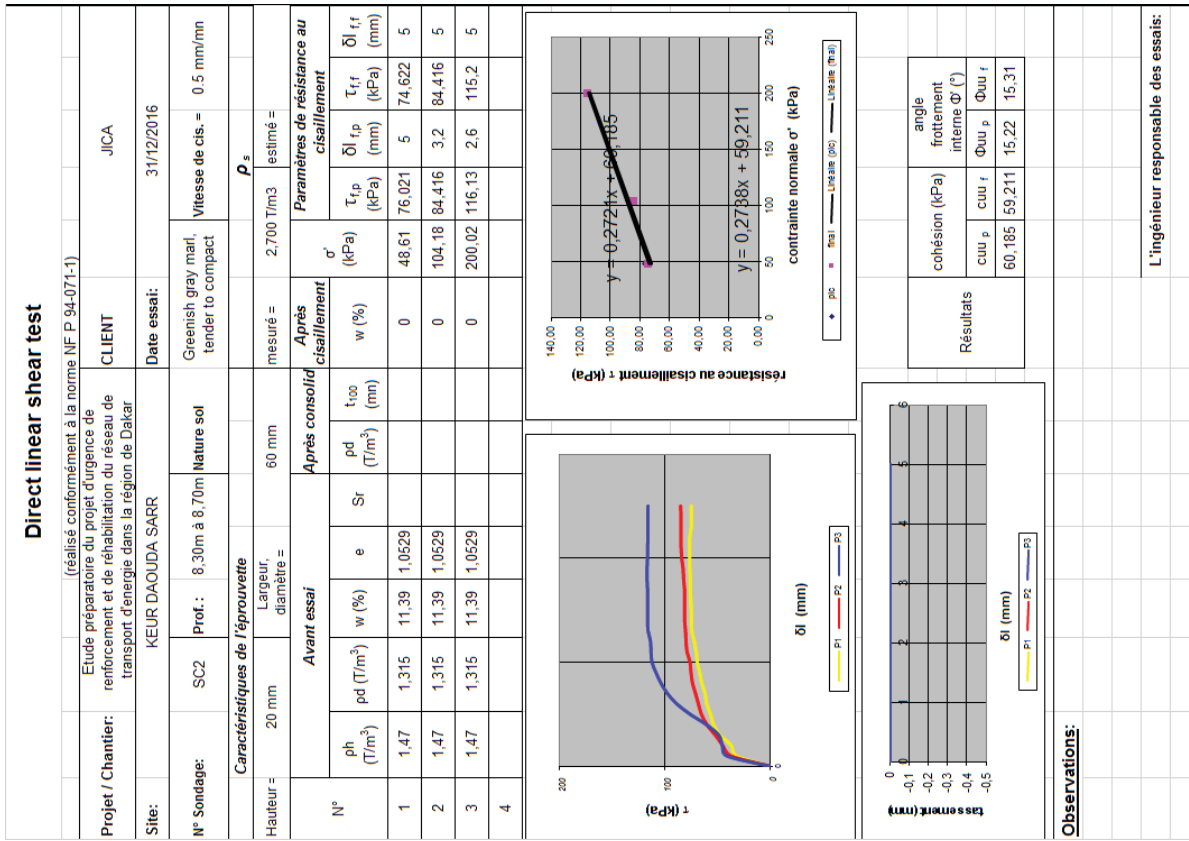 Direct linear shear test
(réalisé conformément à la norme NF P 94-071-1)
Projet / Chantier: Etude préparatoire du projet d'urgence de renforcement et de réhabilitation du réseau de transport d'energie dans la région de Dakar CLIENT JICA
Site: KEUR DAOUDA SARR Date essai: 31/12/2016
N° Sondage: SC2 Prof.: 8,30m à 8,70m Nature sol Greenish gray marl, tender to compact Vitesse de cis. = 0.5 mm/mn
Caractéristiques de l'éprouvette ρ s
Hauteur = 20 mm Largeur, diamètre = 60 mm mesuré = 2,700 T/m3 estimé =
N° Avant essai Après consolid Après cisaillement σ' (kPa) Paramètres de résistance au cisaillement
ρh (T/m³) ρd (T/m³) w (%) e Sr ρd (T/m³) t100 (mn) w (%) τf,p (kPa) δl f,p (mm) τf,f (kPa) δl f,f (mm)
1 1,47 1,315 11,39 1,0529 0 48,61 76,021 5 74,622 5
2 1,47 1,315 11,39 1,0529 0 104,18 84,416 3,2 84,416 5
3 1,47 1,315 11,39 1,0529 0 200,02 116,13 2,6 115,2 5
4
τ (kPa)
200
100
0
0
δl (mm)
P1 P2 P3
résistance au cisaillement τ (kPa)
140,00
120,00
100,00
80,00
60,00
40,00
20,00
0,00
y = 0,2721x + 60,185
y = 0,2738x + 59,211
0 50 100 150 200 250
contrainte normale σ' (kPa)
pic final Linéaire (pic) Linéaire (final)
tassement (mm)
0
-0,1
-0,2
-0,3
-0,4
-0,5
0 1 2 3 4 5 6
δl (mm)
P1 P2 P3
Résultats
cohésion (kPa) angle frottement interne Φ' (°)
cuu p cuu f Φuu p Φuu f
60,185 59,211 15,22 15,31
Observations:
L'ingénieur responsable des essais: